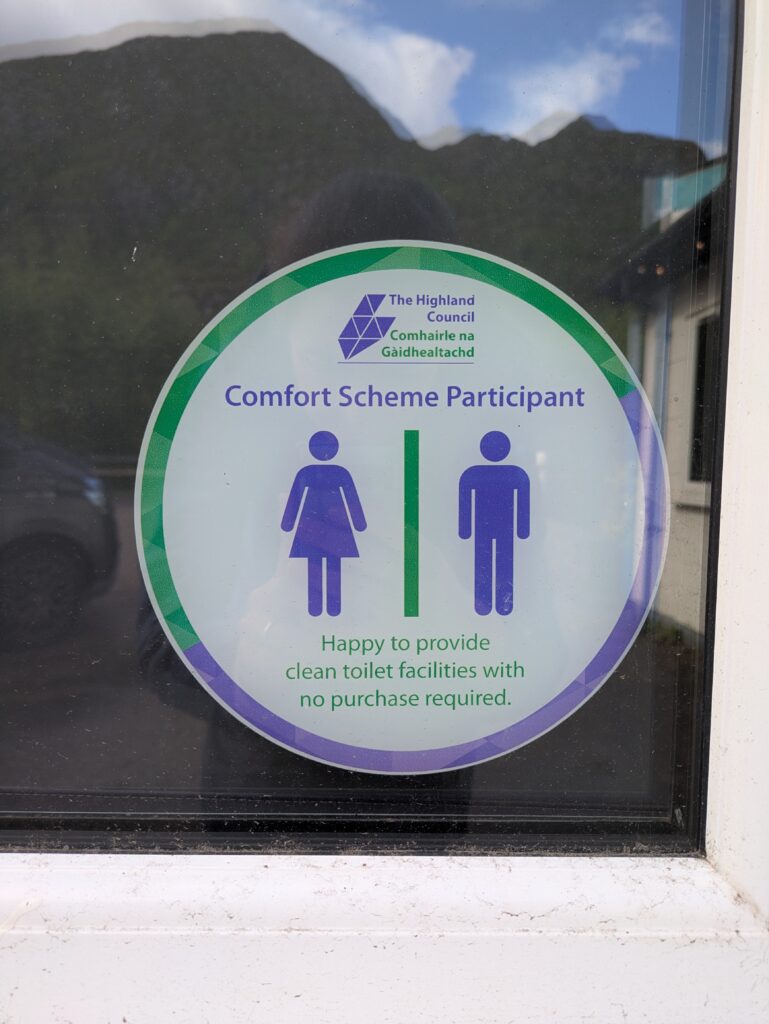 The Highland
Council
Comhairle na
Gàidhealtachd
Comfort Scheme Participant
Happy to provide
clean toilet facilities with
no purchase required.